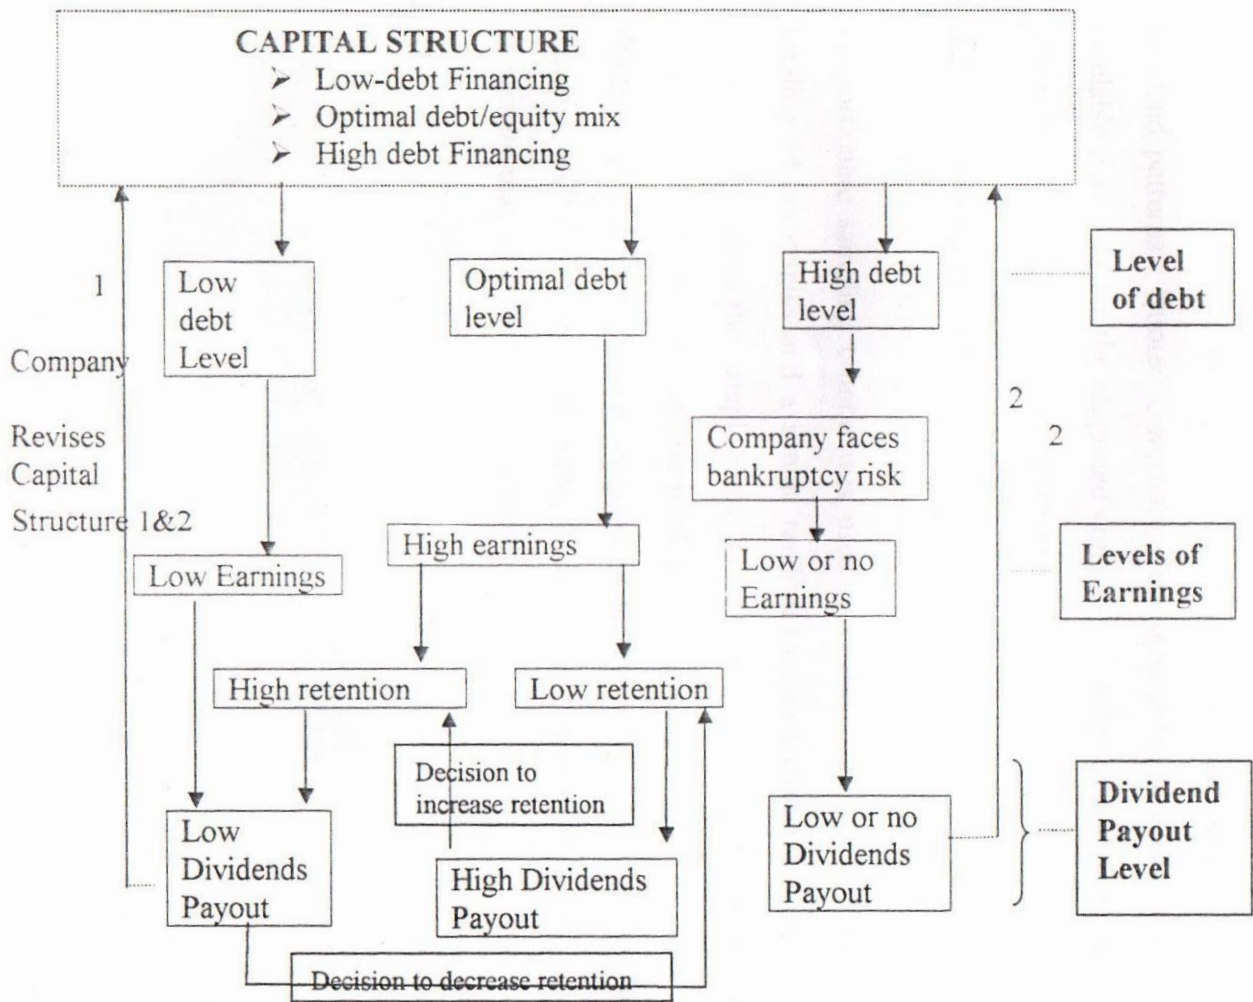 CAPITAL STRUCTURE
➢ Low-debt Financing
➢ Optimal debt/equity mix
➢ High debt Financing
Low
debt
Level
Optimal debt
level
High debt
level
Level
of debt
1
Company
Revises
Capital
Structure 1&2
2
2
Company faces
bankruptcy risk
High earnings
Low Earnings
Low or no
Earnings
Levels of
Earnings
High retention
Low retention
Decision to
increase retention
Low
Dividends
Payout
High Dividends
Payout
Low or no
Dividends
Payout
Dividend
Payout
Level
Decision to decrease retention